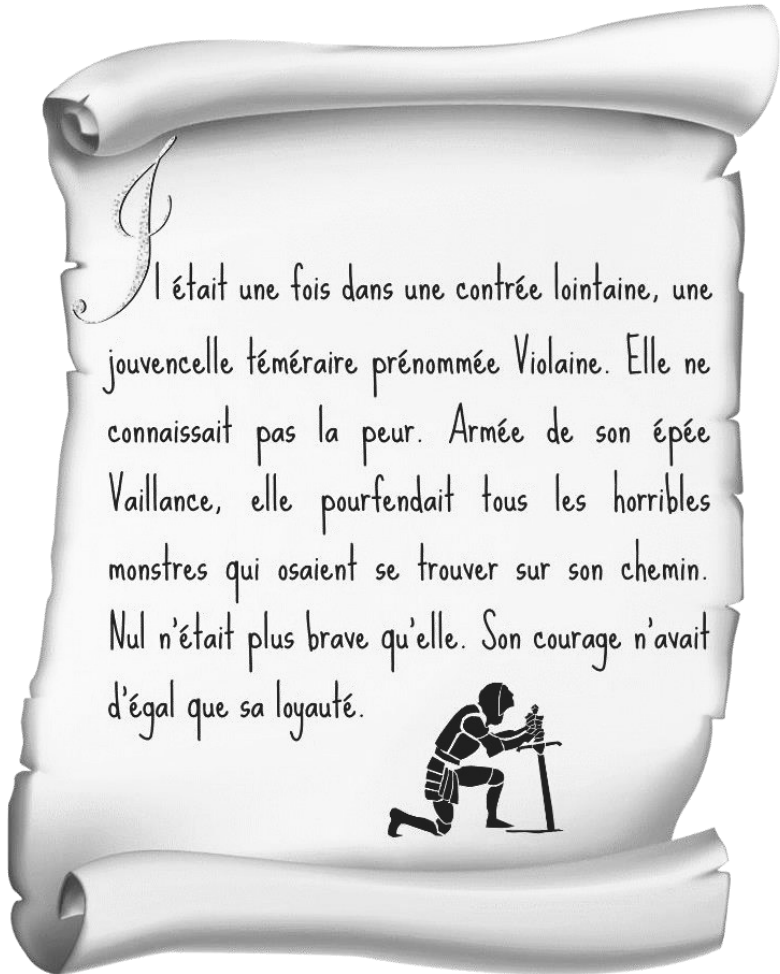 Il était une fois dans une contrée lointaine, une
jouvencelle téméraire prénommée Violaine. Elle ne
connaissait pas la peur. Armée de son épée
Vaillance, elle pourfendait tous les horribles
monstres qui osaient se trouver sur son chemin.
Nul n'était plus brave qu'elle. Son courage n'avait
d'égal que sa loyauté.